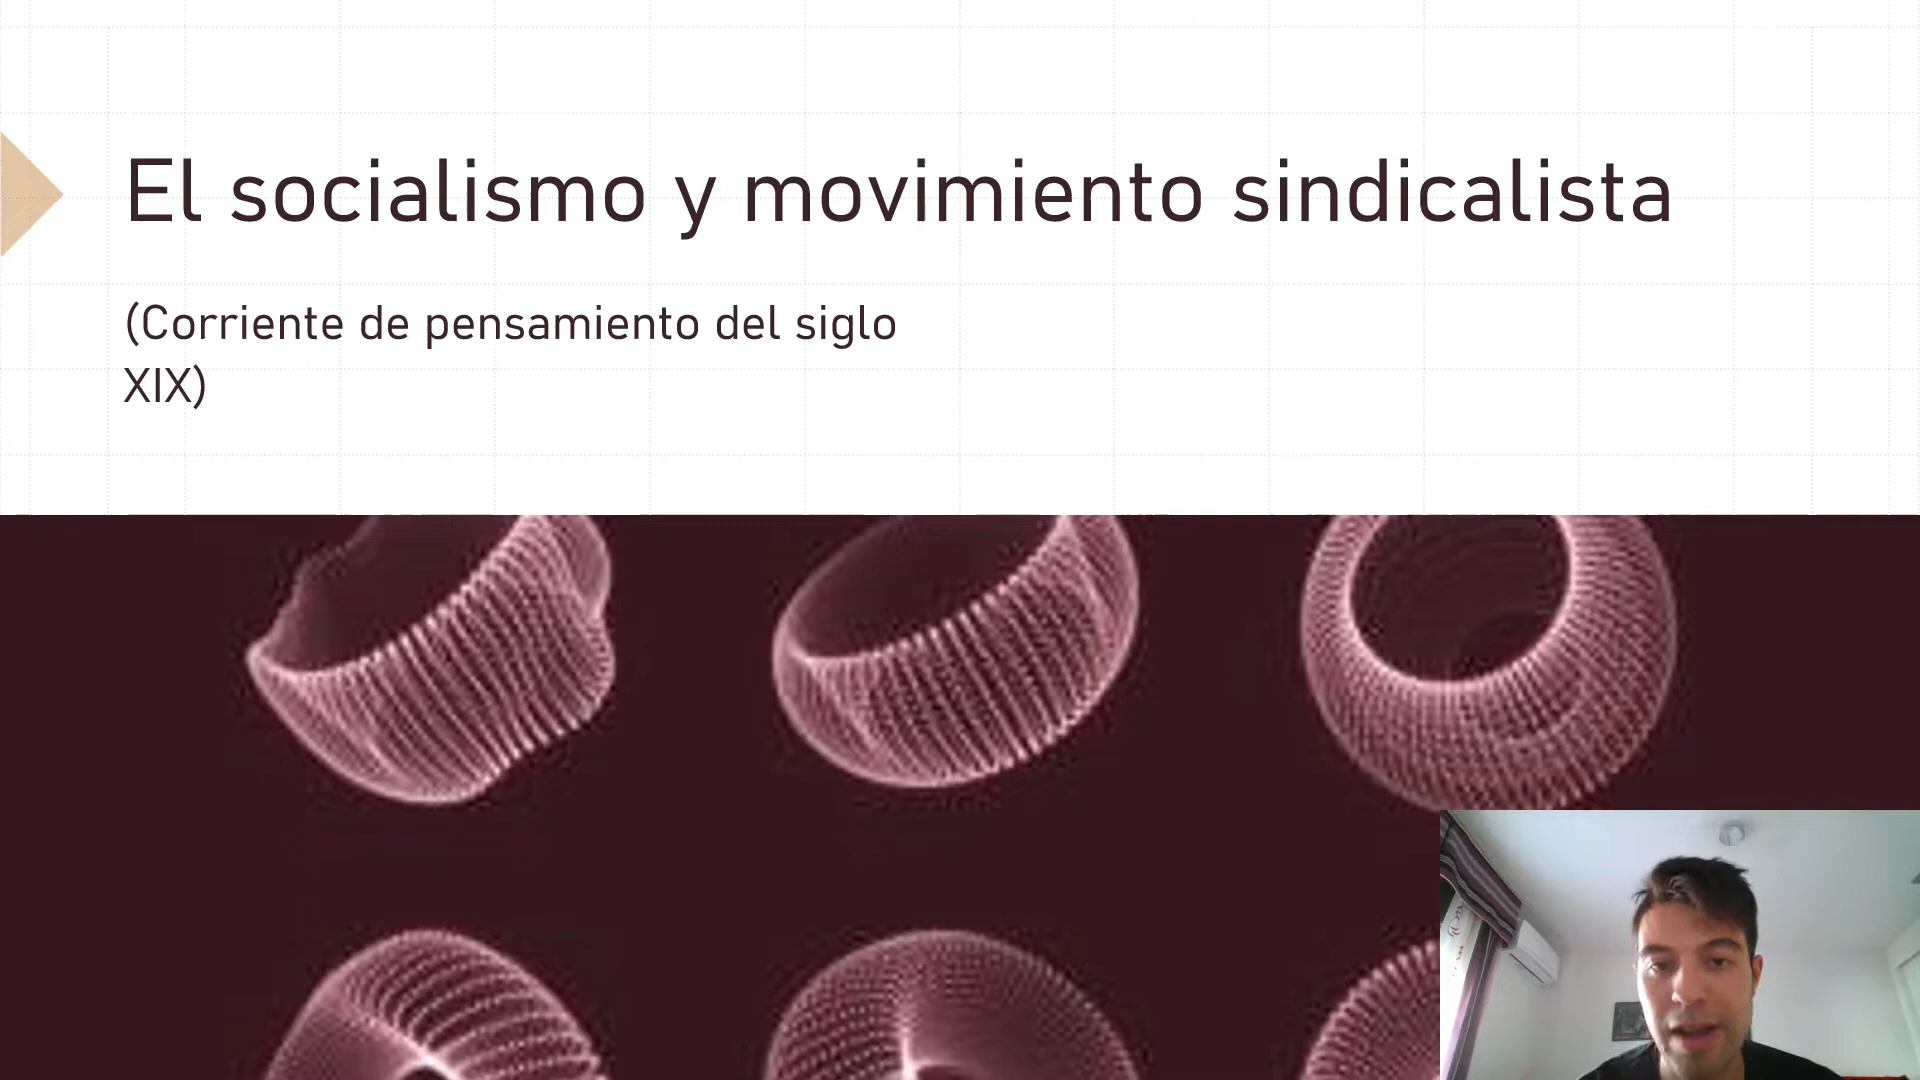 El socialismo y movimiento sindicalista
(Corriente de pensamiento del siglo
XIX)